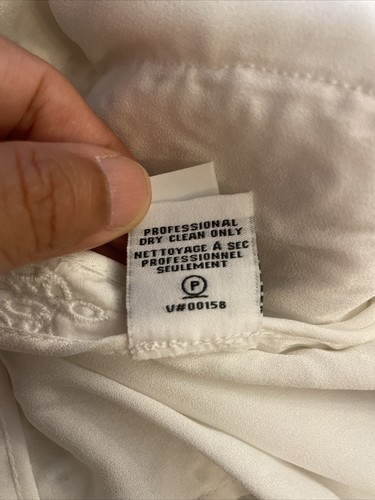 PROFESSIONAL
DRY CLEAN ONLY
NETTOYAGE À SEC
PROFESSIONNEL
SEULEMENT
P
V#00158